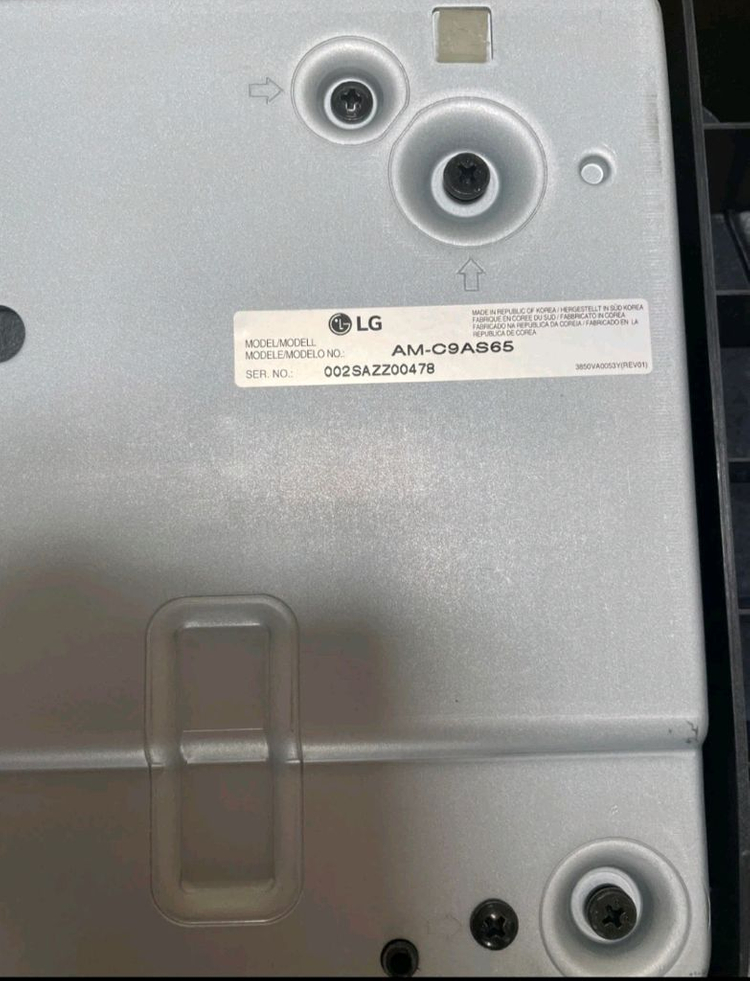 LG
MADE IN REPUBLIC OF KOREA / HERGESTELLT IN SÜD KOREA
FABRIQUE EN COREE DU SUD / FABBRICATO IN COREA
FABRICADO NA REPUBLICA DA COREIA / FABRICADO EN LA
REPUBLICA DE COREA
MODEL/MODELL
MODELE/MODELO NO.: AM-C9AS65
SER. NO.: 002SAZZ00478
3850VA0053Y(REV01)